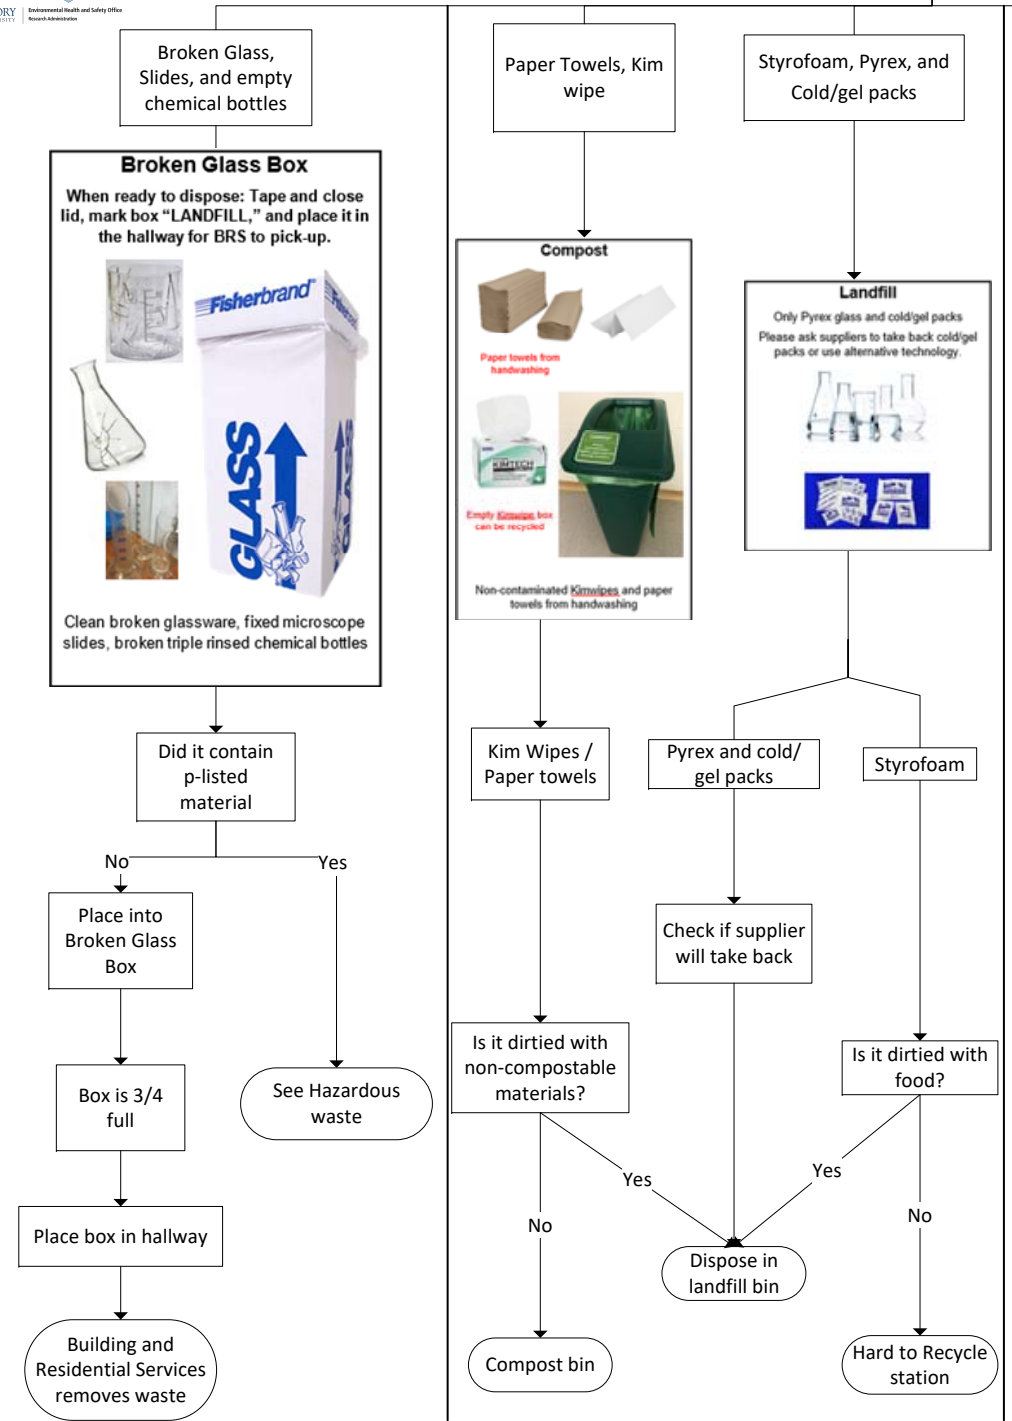 ORY
ERSITY
Environmental Health and Safety Office
Research Administration
Broken Glass,
Slides, and empty
chemical bottles
Broken Glass Box
When ready to dispose: Tape and close
lid, mark box “LANDFILL,” and place it in
the hallway for BRS to pick-up.
Fisherbrand
GLASS
GLASS
Clean broken glassware, fixed microscope
slides, broken triple rinsed chemical bottles
Did it contain
p-listed
material
No
Yes
Place into
Broken Glass
Box
Box is 3/4
full
See Hazardous
waste
Place box in hallway
Building and
Residential Services
removes waste
Paper Towels, Kim
wipe
Compost
Paper towels from
handwashing
KIMTECH
Empty Kimwipe box
can be recycled
Non-contaminated Kimwipes and paper
towels from handwashing
Kim Wipes /
Paper towels
Is it dirtied with
non-compostable
materials?
Yes
No
Compost bin
Styrofoam, Pyrex, and
Cold/gel packs
Landfill
Only Pyrex glass and cold/gel packs
Please ask suppliers to take back cold/gel
packs or use alternative technology.
Pyrex and cold/
gel packs
Styrofoam
Check if supplier
will take back
Is it dirtied with
food?
Yes
No
Dispose in
landfill bin
Hard to Recycle
station